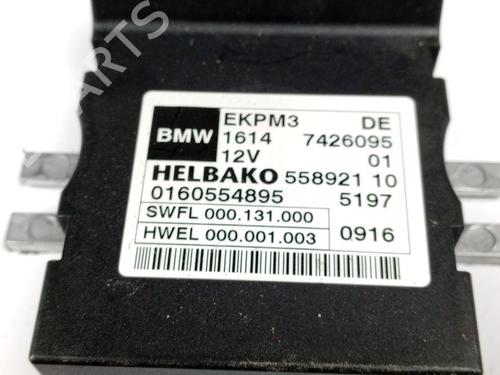 PARTS
BMW
EKPM3 DE
1614 7426095
12V 01
HELBAKO 558921 10
0160554895 5197
SWFL 000.131.000
HWEL 000.001.003 0916